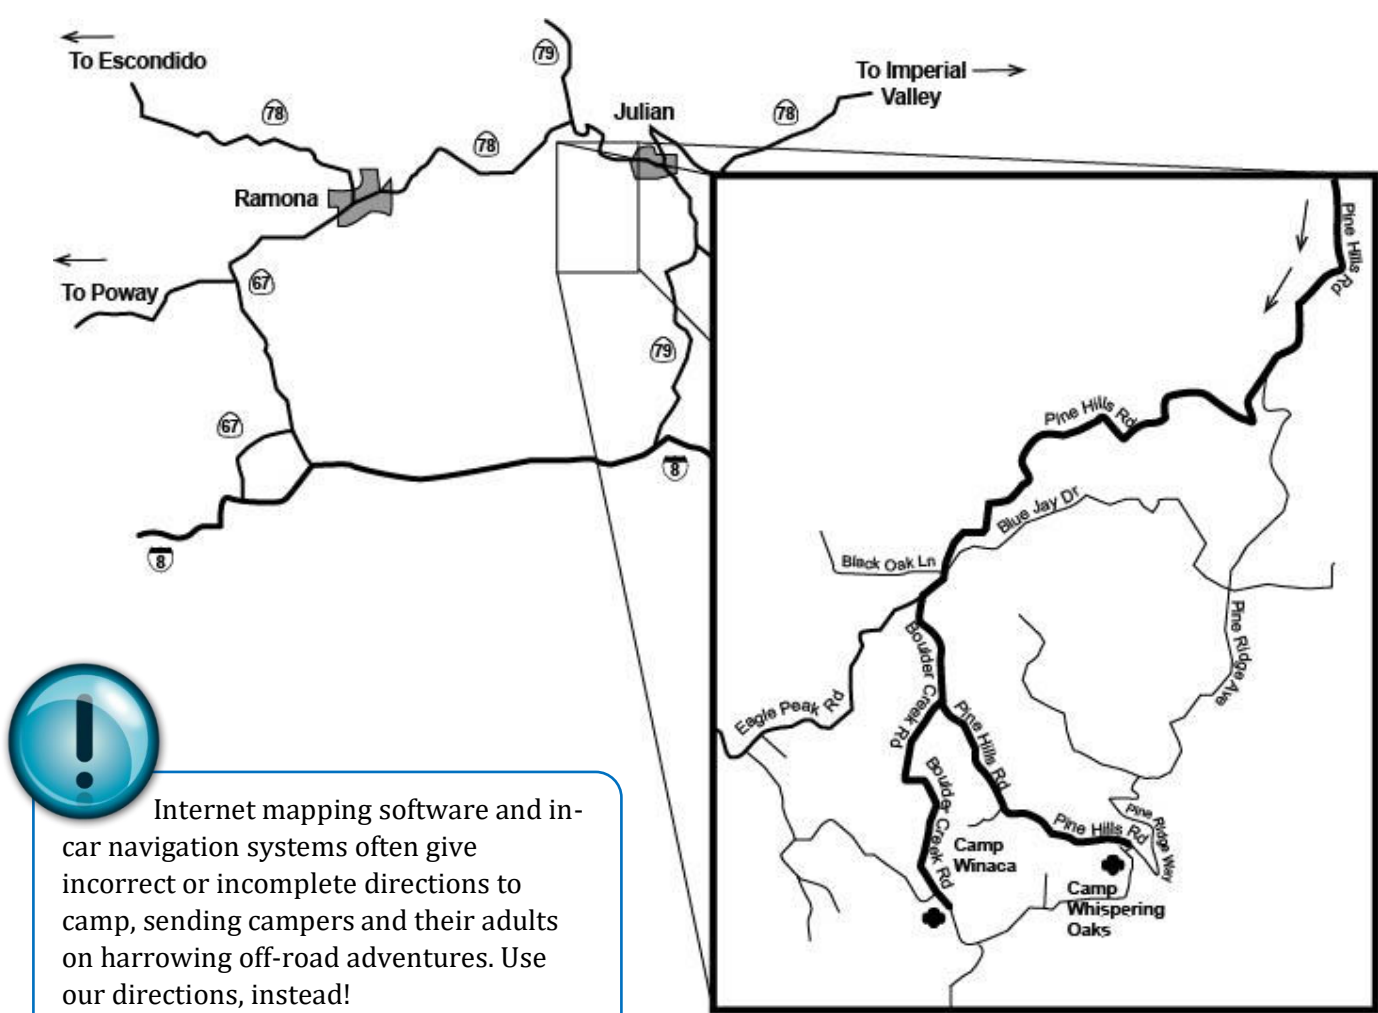 To Escondido
79
To Imperial
Valley
78
Julian
78
78
Ramona
Pine Hills
Rd
To Poway
67
79
Pine Hills Rd
67
8
Blue Jay Dr
8
Black Oak Ln
Pine Ridge Ave
Boulder Creek Rd
Eagle Peak Rd
Pine Hills Rd
Boulder Creek Rd
Pine Hills Rd
Pine Ridge Way
Camp
Winaca
Camp
Whispering
Oaks
Internet mapping software and in-
car navigation systems often give
incorrect or incomplete directions to
camp, sending campers and their adults
on harrowing off-road adventures. Use
our directions, instead!